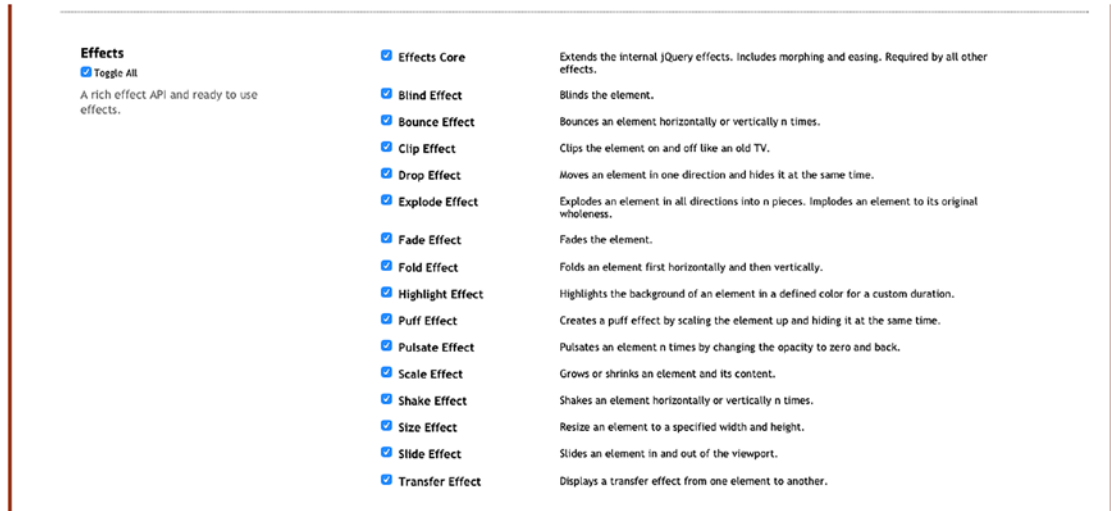 Effects
Toggle All
A rich effect API and ready to use
effects.
Effects Core
Extends the internal jQuery effects. Includes morphing and easing. Required by all other
effects.
Blind Effect
Blinds the element.
Bounce Effect
Bounces an element horizontally or vertically n times.
Clip Effect
Clips the element on and off like an old TV.
Drop Effect
Moves an element in one direction and hides it at the same time.
Explode Effect
Explodes an element in all directions into n pieces. Implodes an element to its original
wholeness.
Fade Effect
Fades the element.
Fold Effect
Folds an element first horizontally and then vertically.
Highlight Effect
Highlights the background of an element in a defined color for a custom duration.
Puff Effect
Creates a puff effect by scaling the element up and hiding it at the same time.
Pulsate Effect
Pulsates an element n times by changing the opacity to zero and back.
Scale Effect
Grows or shrinks an element and its content.
Shake Effect
Shakes an element horizontally or vertically n times.
Size Effect
Resize an element to a specified width and height.
Slide Effect
Slides an element in and out of the viewport.
Transfer Effect
Displays a transfer effect from one element to another.